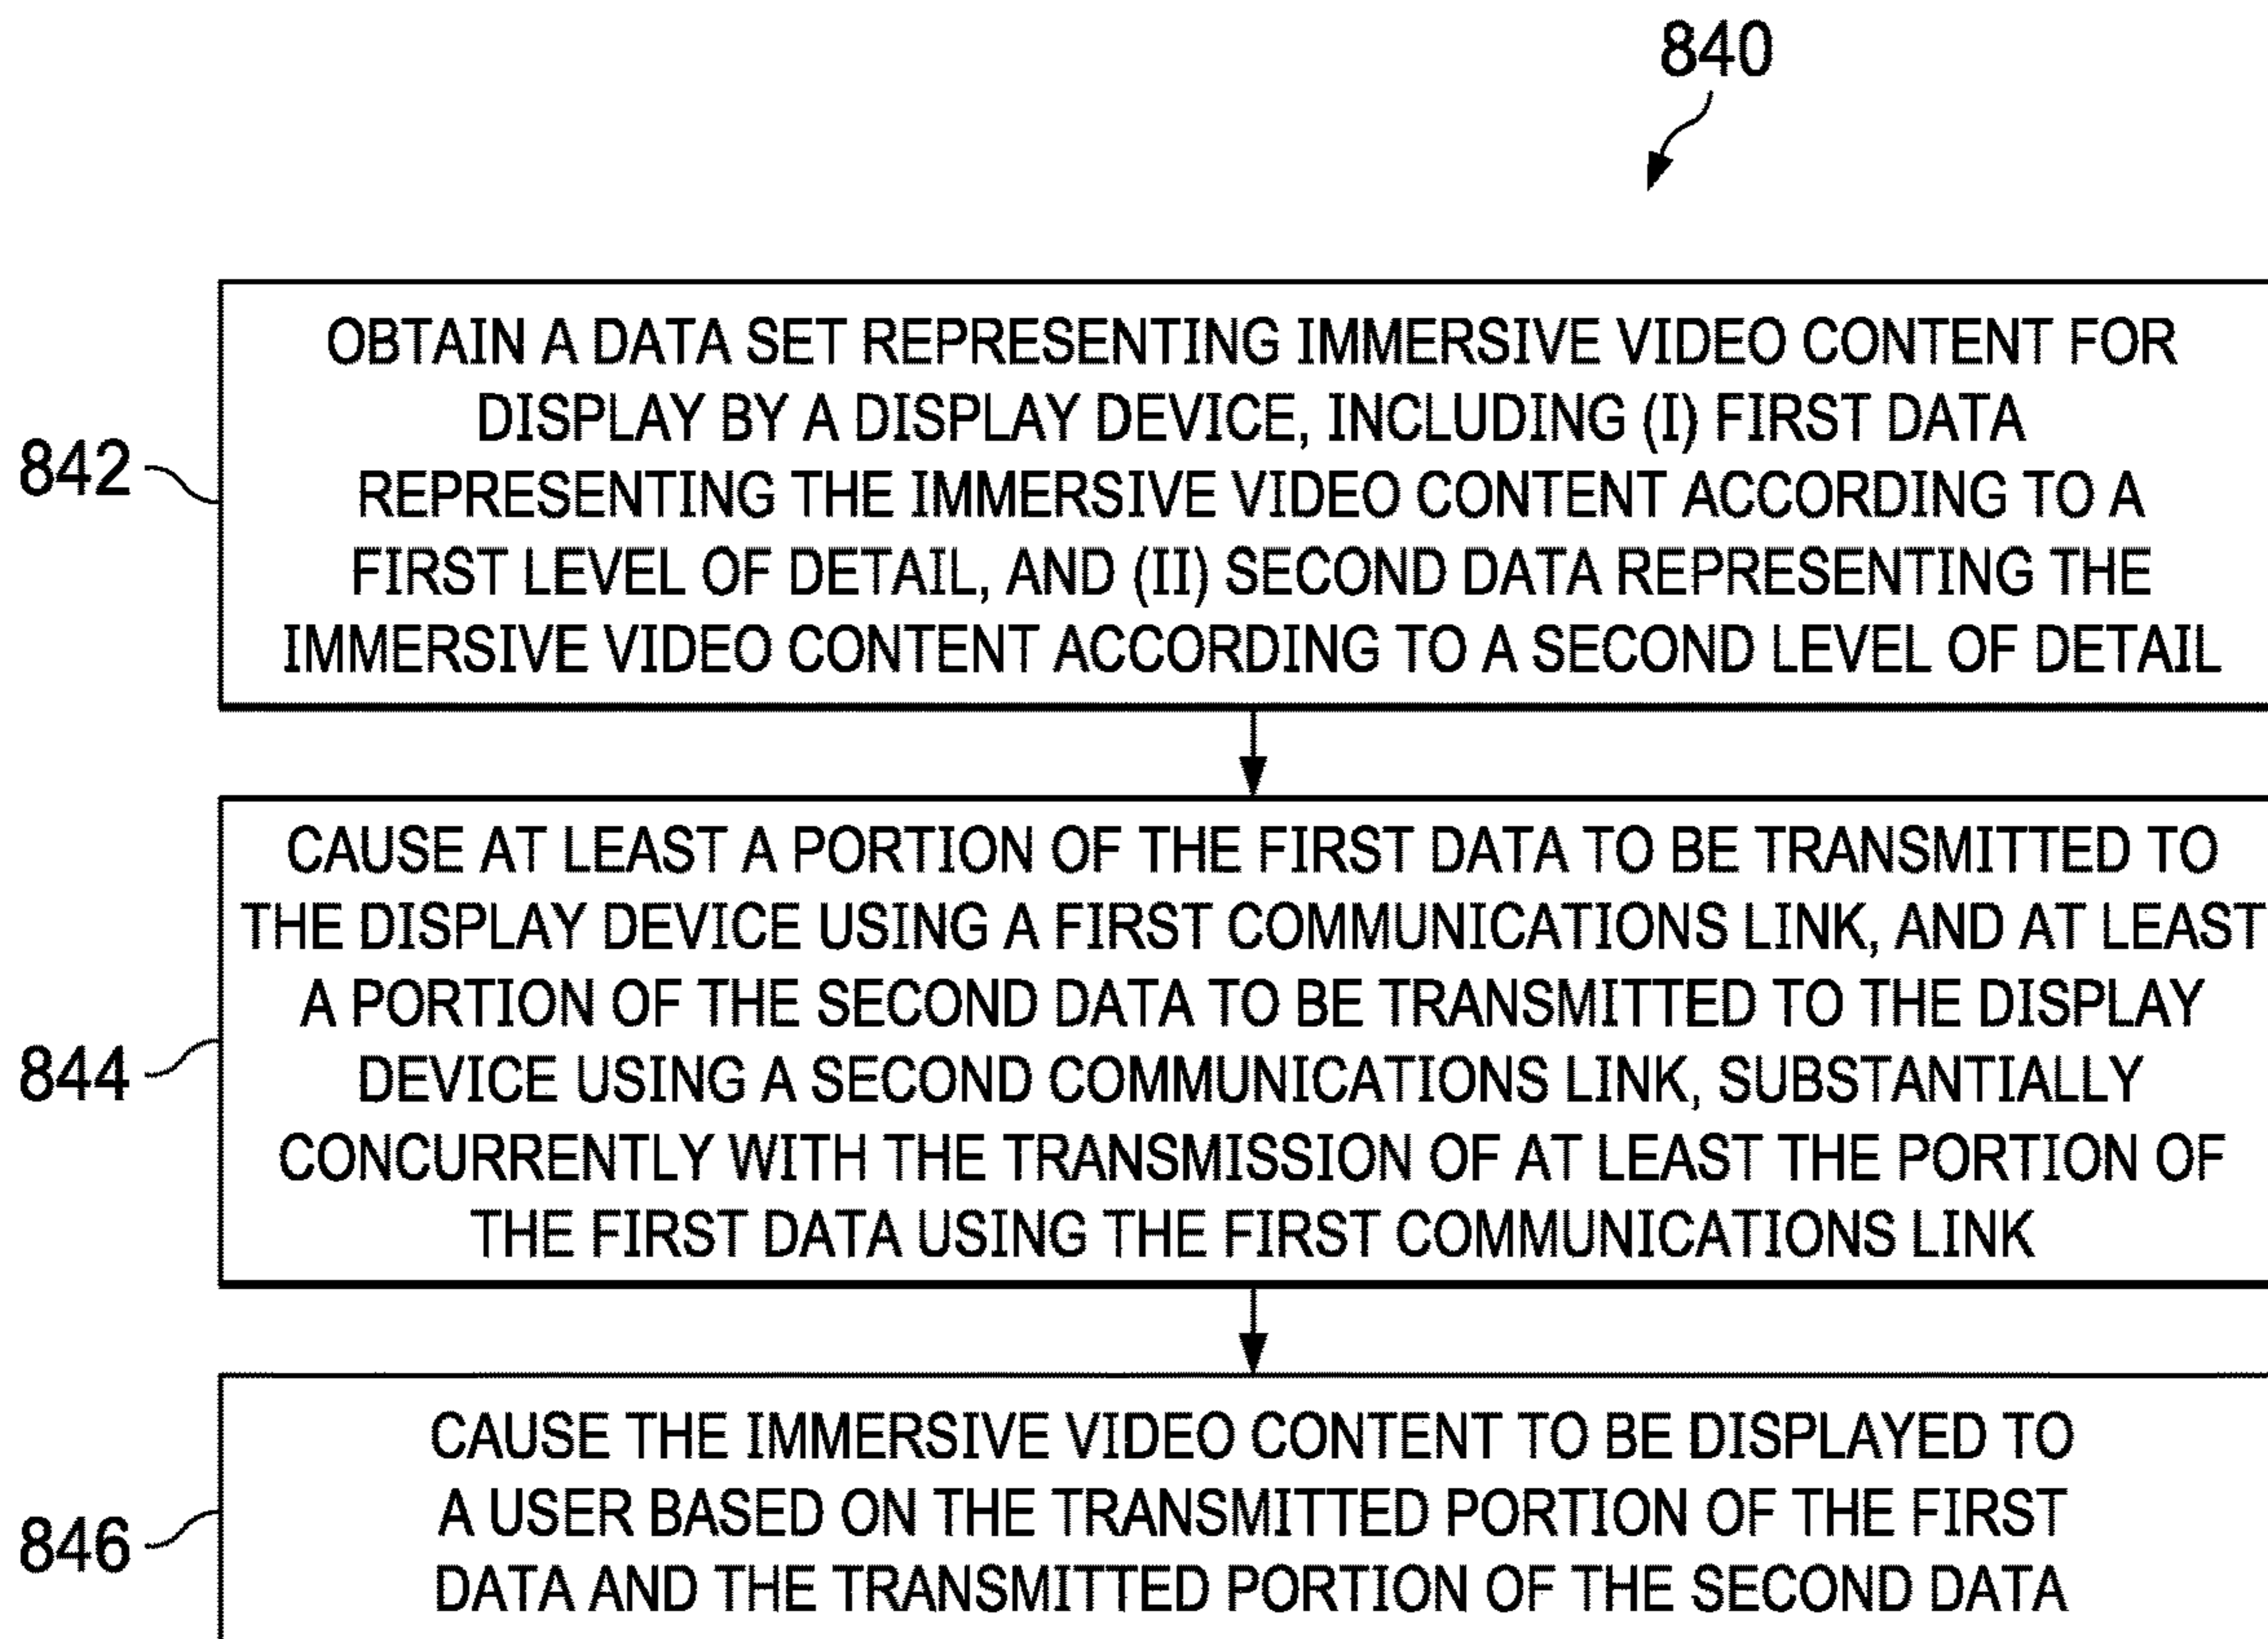 840
842
OBTAIN A DATA SET REPRESENTING IMMERSIVE VIDEO CONTENT FOR
DISPLAY BY A DISPLAY DEVICE, INCLUDING (I) FIRST DATA
REPRESENTING THE IMMERSIVE VIDEO CONTENT ACCORDING TO A
FIRST LEVEL OF DETAIL, AND (II) SECOND DATA REPRESENTING THE
IMMERSIVE VIDEO CONTENT ACCORDING TO A SECOND LEVEL OF DETAIL
844
CAUSE AT LEAST A PORTION OF THE FIRST DATA TO BE TRANSMITTED TO
THE DISPLAY DEVICE USING A FIRST COMMUNICATIONS LINK, AND AT LEAST
A PORTION OF THE SECOND DATA TO BE TRANSMITTED TO THE DISPLAY
DEVICE USING A SECOND COMMUNICATIONS LINK, SUBSTANTIALLY
CONCURRENTLY WITH THE TRANSMISSION OF AT LEAST THE PORTION OF
THE FIRST DATA USING THE FIRST COMMUNICATIONS LINK
846
CAUSE THE IMMERSIVE VIDEO CONTENT TO BE DISPLAYED TO
A USER BASED ON THE TRANSMITTED PORTION OF THE FIRST
DATA AND THE TRANSMITTED PORTION OF THE SECOND DATA